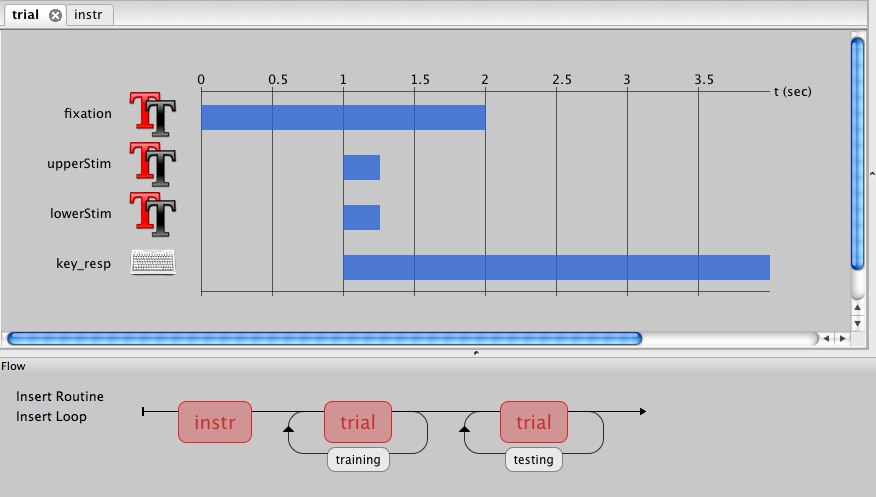 trial instr
0 0.5 1 1.5 2 2.5 3 3.5
t (sec)
fixation
upperStim
lowerStim
key_resp
Flow
Insert Routine
Insert Loop
instr trial trial
training testing